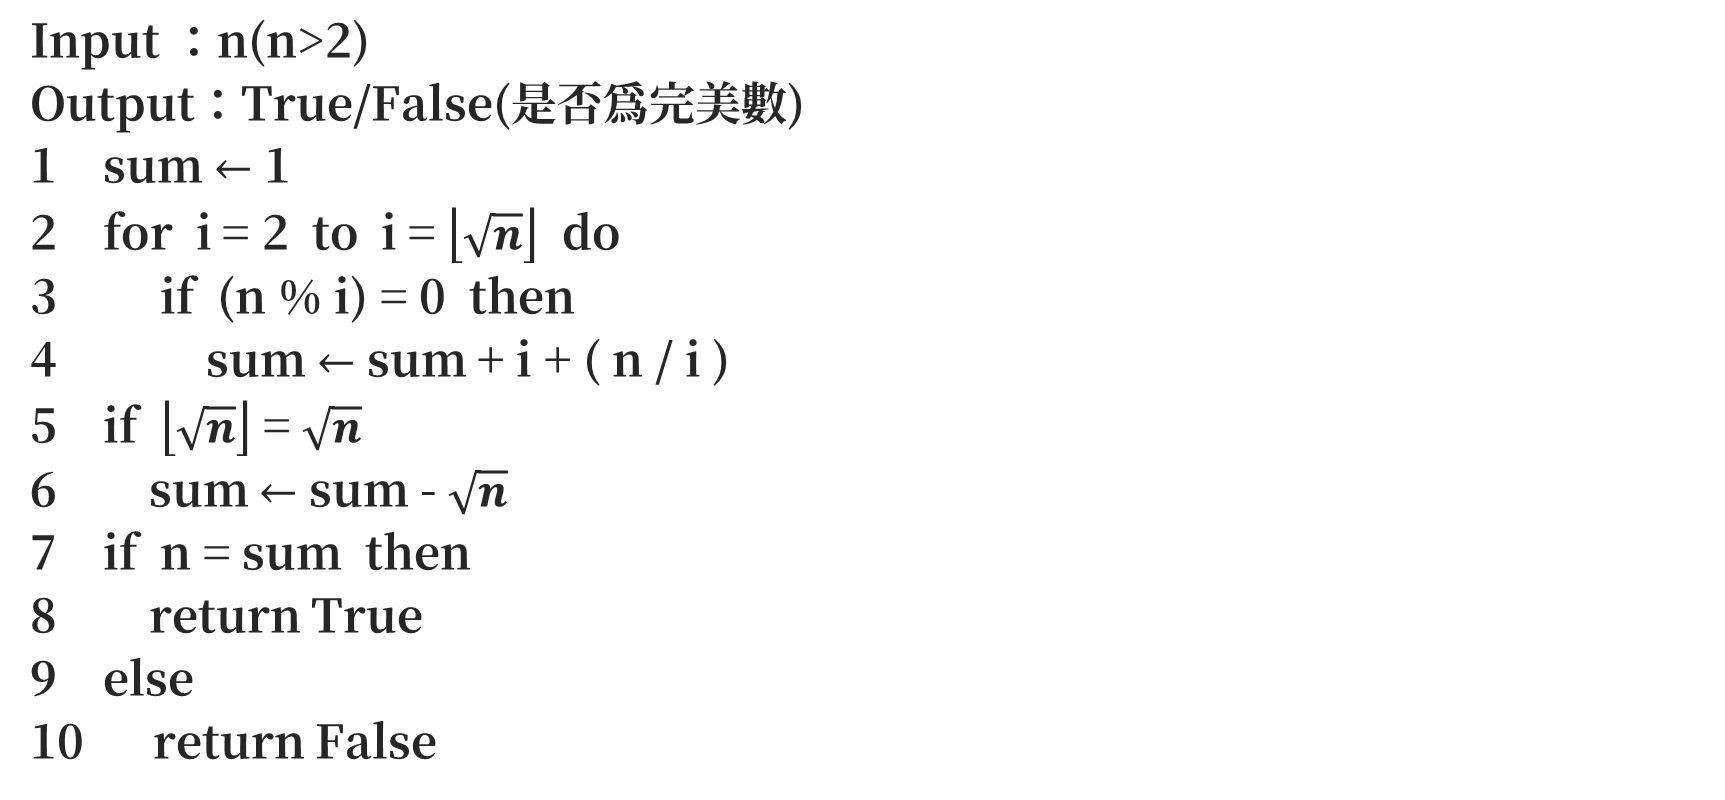 Input ：n(n>2)
Output：True/False(是否爲完美數)
1 sum ← 1
2 for i = 2 to i = ⌊√n⌋ do
3 if (n % i) = 0 then
4 sum ← sum + i + ( n / i )
5 if ⌊√n⌋ = √n
6 sum ← sum - √n
7 if n = sum then
8 return True
9 else
10 return False